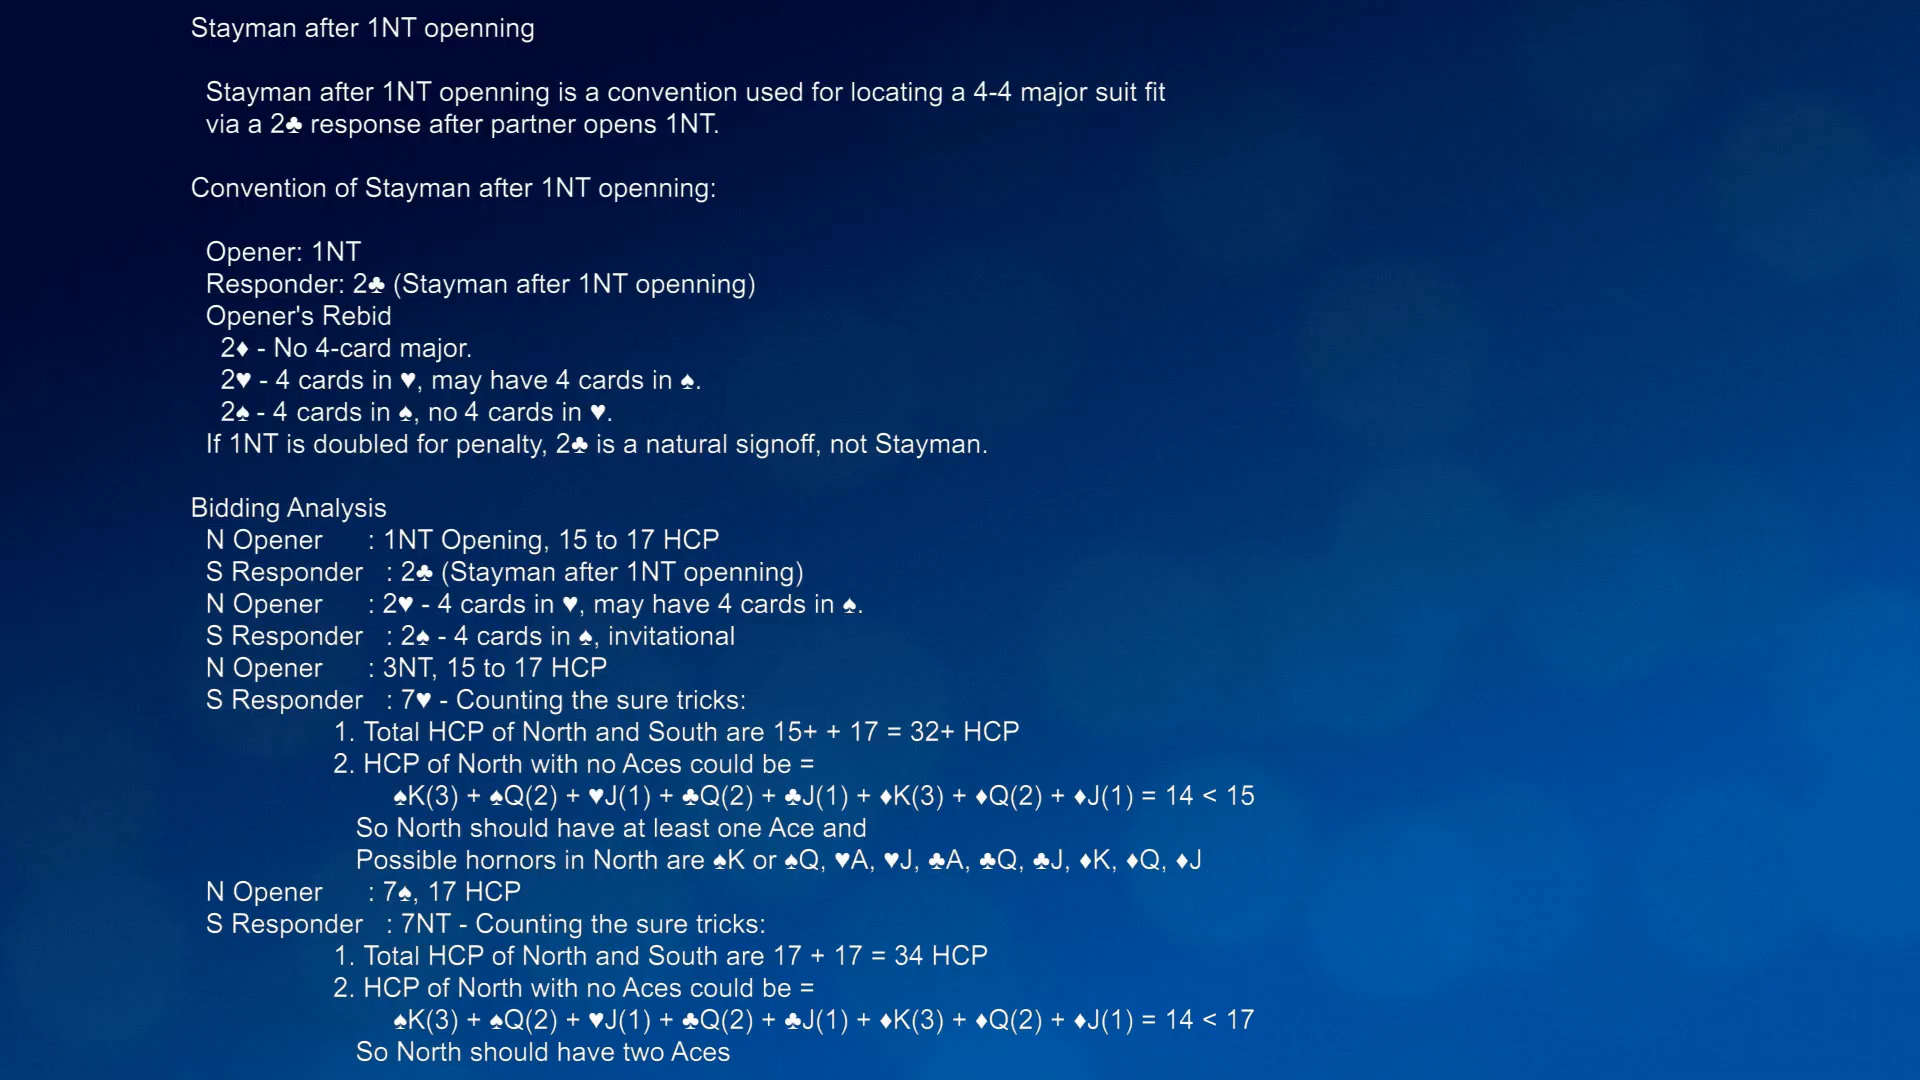 Stayman after 1NT openning
Stayman after 1NT openning is a convention used for locating a 4-4 major suit fit
via a 2♣ response after partner opens 1NT.
Convention of Stayman after 1NT openning:
Opener: 1NT
Responder: 2♣ (Stayman after 1NT openning)
Opener's Rebid
2♦ - No 4-card major.
2♥ - 4 cards in ♥, may have 4 cards in ♠.
2♠ - 4 cards in ♠, no 4 cards in ♥.
If 1NT is doubled for penalty, 2♣ is a natural signoff, not Stayman.
Bidding Analysis
N Opener : 1NT Opening, 15 to 17 HCP
S Responder : 2♣ (Stayman after 1NT openning)
N Opener : 2♥ - 4 cards in ♥, may have 4 cards in ♠.
S Responder : 2♠ - 4 cards in ♠, invitational
N Opener : 3NT, 15 to 17 HCP
S Responder : 7♥ - Counting the sure tricks:
1. Total HCP of North and South are 15+ + 17 = 32+ HCP
2. HCP of North with no Aces could be =
♠K(3) + ♠Q(2) + ♥J(1) + ♣Q(2) + ♣J(1) + ♦K(3) + ♦Q(2) + ♦J(1) = 14 < 15
So North should have at least one Ace and
Possible hornors in North are ♠K or ♠Q, ♥A, ♥J, ♣A, ♣Q, ♣J, ♦K, ♦Q, ♦J
N Opener : 7♠, 17 HCP
S Responder : 7NT - Counting the sure tricks:
1. Total HCP of North and South are 17 + 17 = 34 HCP
2. HCP of North with no Aces could be =
♠K(3) + ♠Q(2) + ♥J(1) + ♣Q(2) + ♣J(1) + ♦K(3) + ♦Q(2) + ♦J(1) = 14 < 17
So North should have two Aces